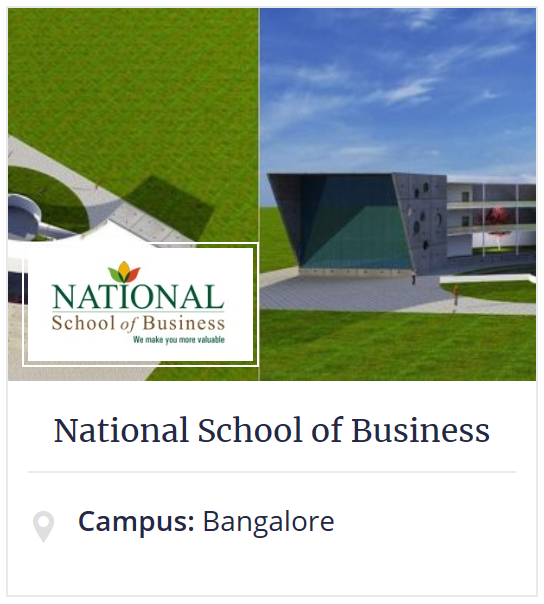 NATIONAL
School of Business
We make you more valuable
National School of Business
Campus: Bangalore